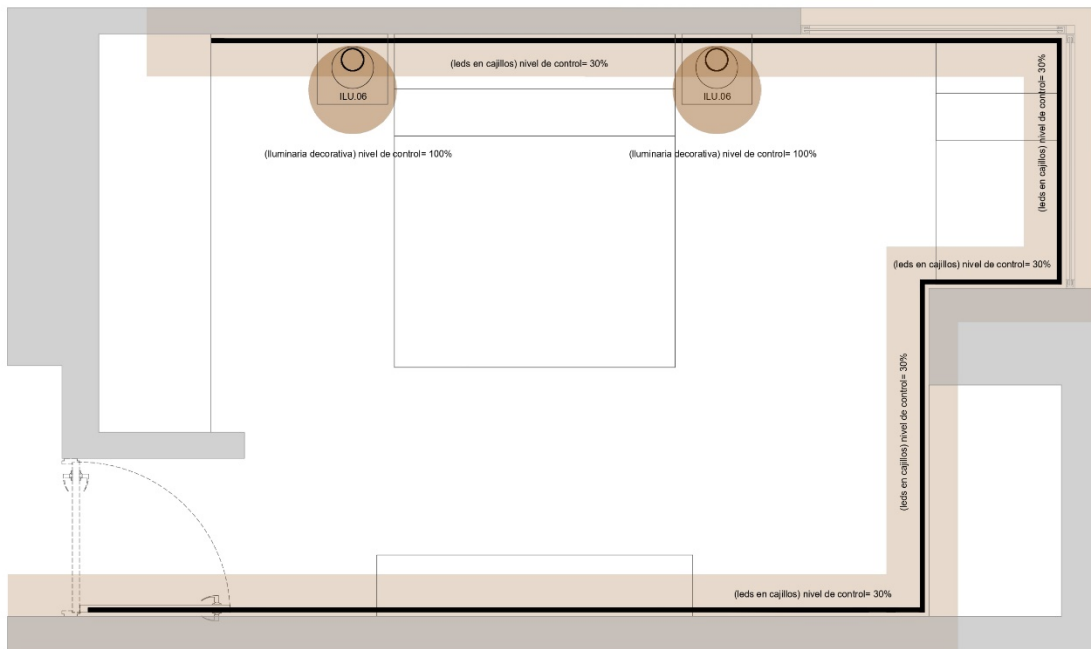 (leds en cajillos) nivel de control= 30%
ILU.06
ILU.06
(Iluminaria decorativa) nivel de control= 100%
(Iluminaria decorativa) nivel de control= 100%
(leds en cajillos) nivel de control= 30%
(leds en cajillos) nivel de control= 30%
(leds en cajillos) nivel de control= 30%
(leds en cajillos) nivel de control= 30%